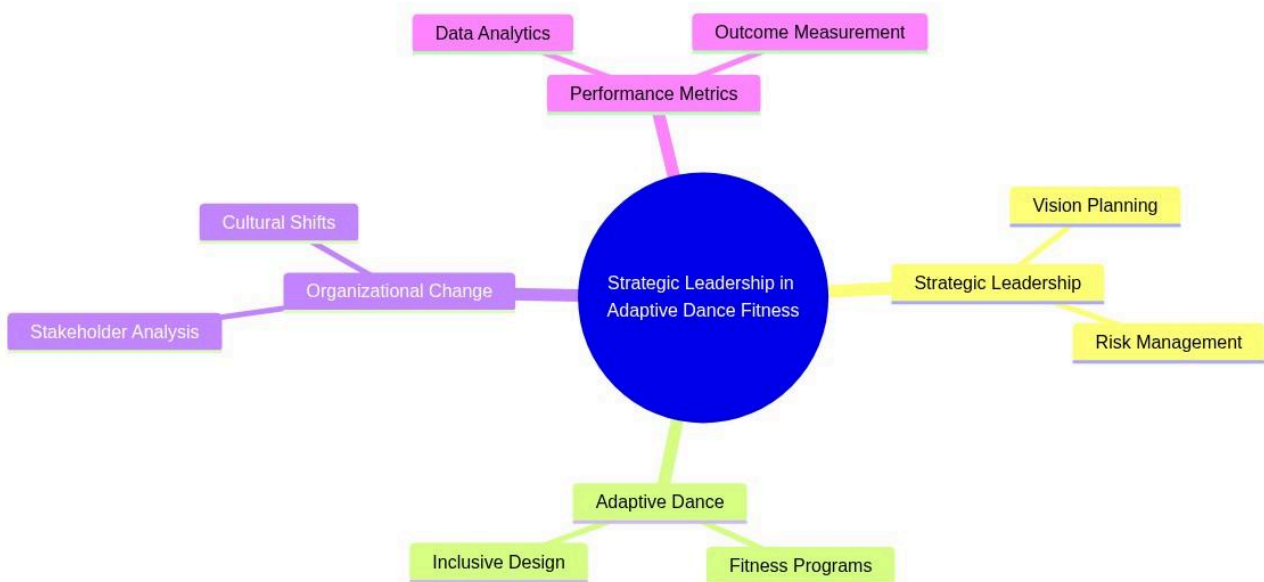 Data Analytics
Outcome Measurement
Performance Metrics
Cultural Shifts
Vision Planning
Organizational Change
Strategic Leadership in
Adaptive Dance Fitness
Strategic Leadership
Stakeholder Analysis
Risk Management
Adaptive Dance
Inclusive Design
Fitness Programs